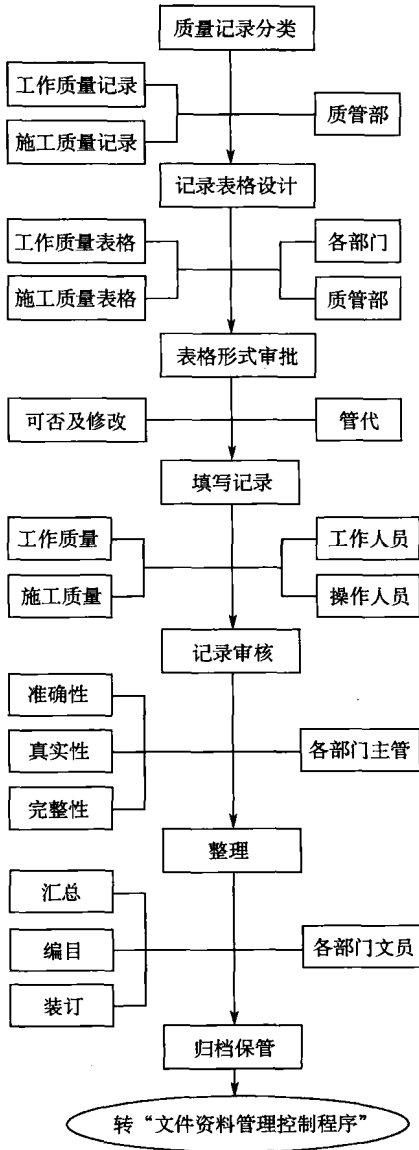 质量记录分类
工作质量记录
施工质量记录
质管部
记录表格设计
工作质量表格
施工质量表格
各部门
质管部
表格形式审批
可否及修改
管代
填写记录
工作质量
施工质量
工作人员
操作人员
记录审核
准确性
真实性
完整性
各部门主管
整理
汇总
编目
装订
各部门文员
归档保管
转“文件资料管理控制程序”